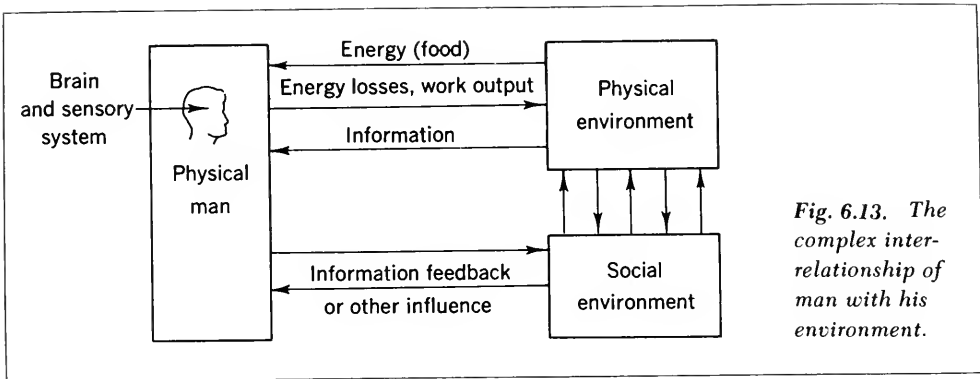 Brain
and sensory
system
Physical
man
Energy (food)
Energy losses, work output
Information
Information feedback
or other influence
Physical
environment
Social
environment
Fig. 6.13. The
complex inter-
relationship of
man with his
environment.